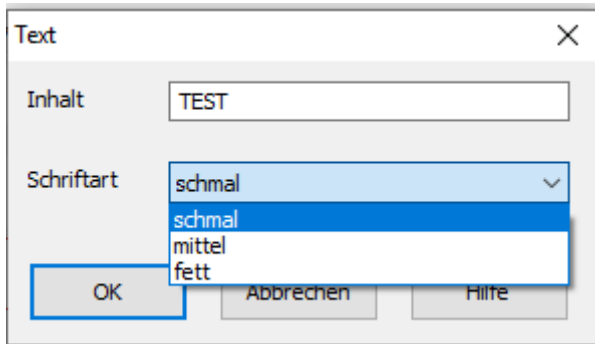 Text
Inhalt TEST
Schriftart schmal
schmal
mittel
fett
OK Abbrechen Hilfe